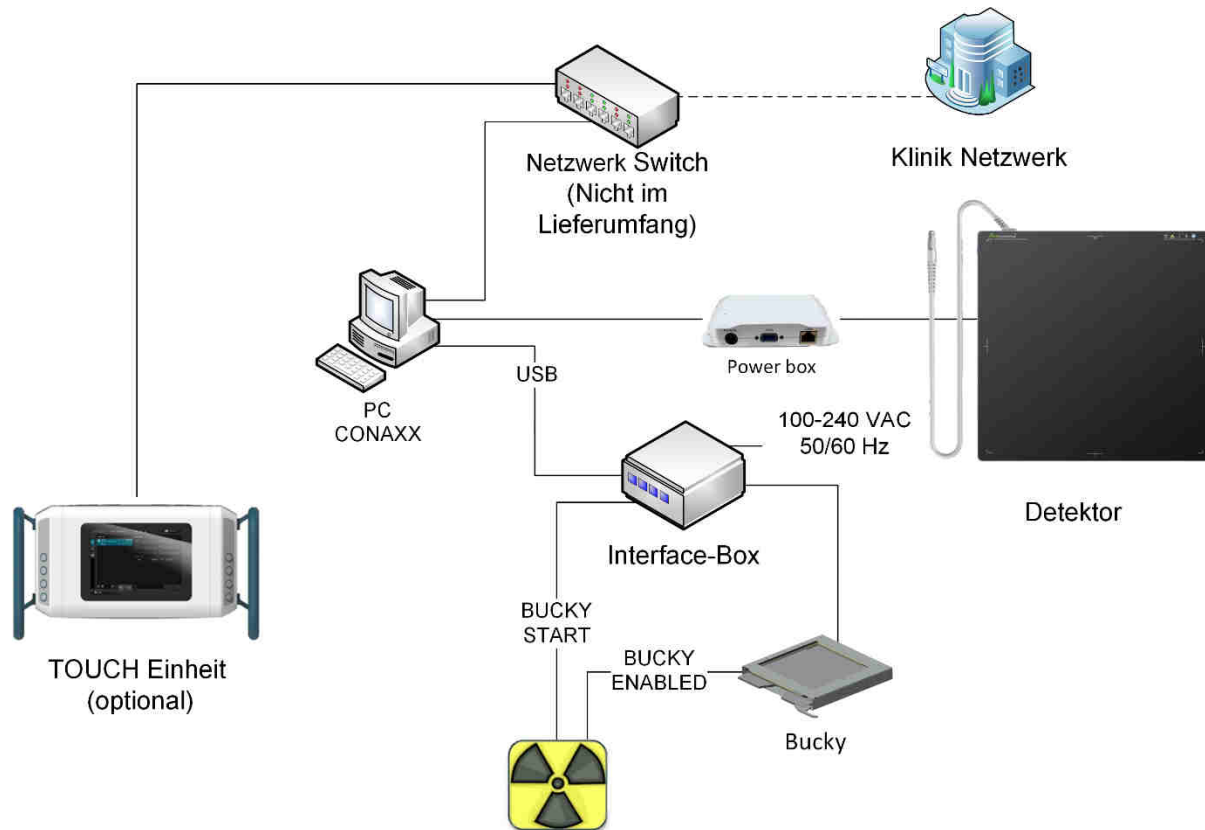 Netzwerk Switch
(Nicht im
Lieferumfang)
Klinik Netzwerk
PC
CONAXX
USB
Power box
100-240 VAC
50/60 Hz
Detektor
Interface-Box
TOUCH Einheit
(optional)
BUCKY
START
BUCKY
ENABLED
Bucky